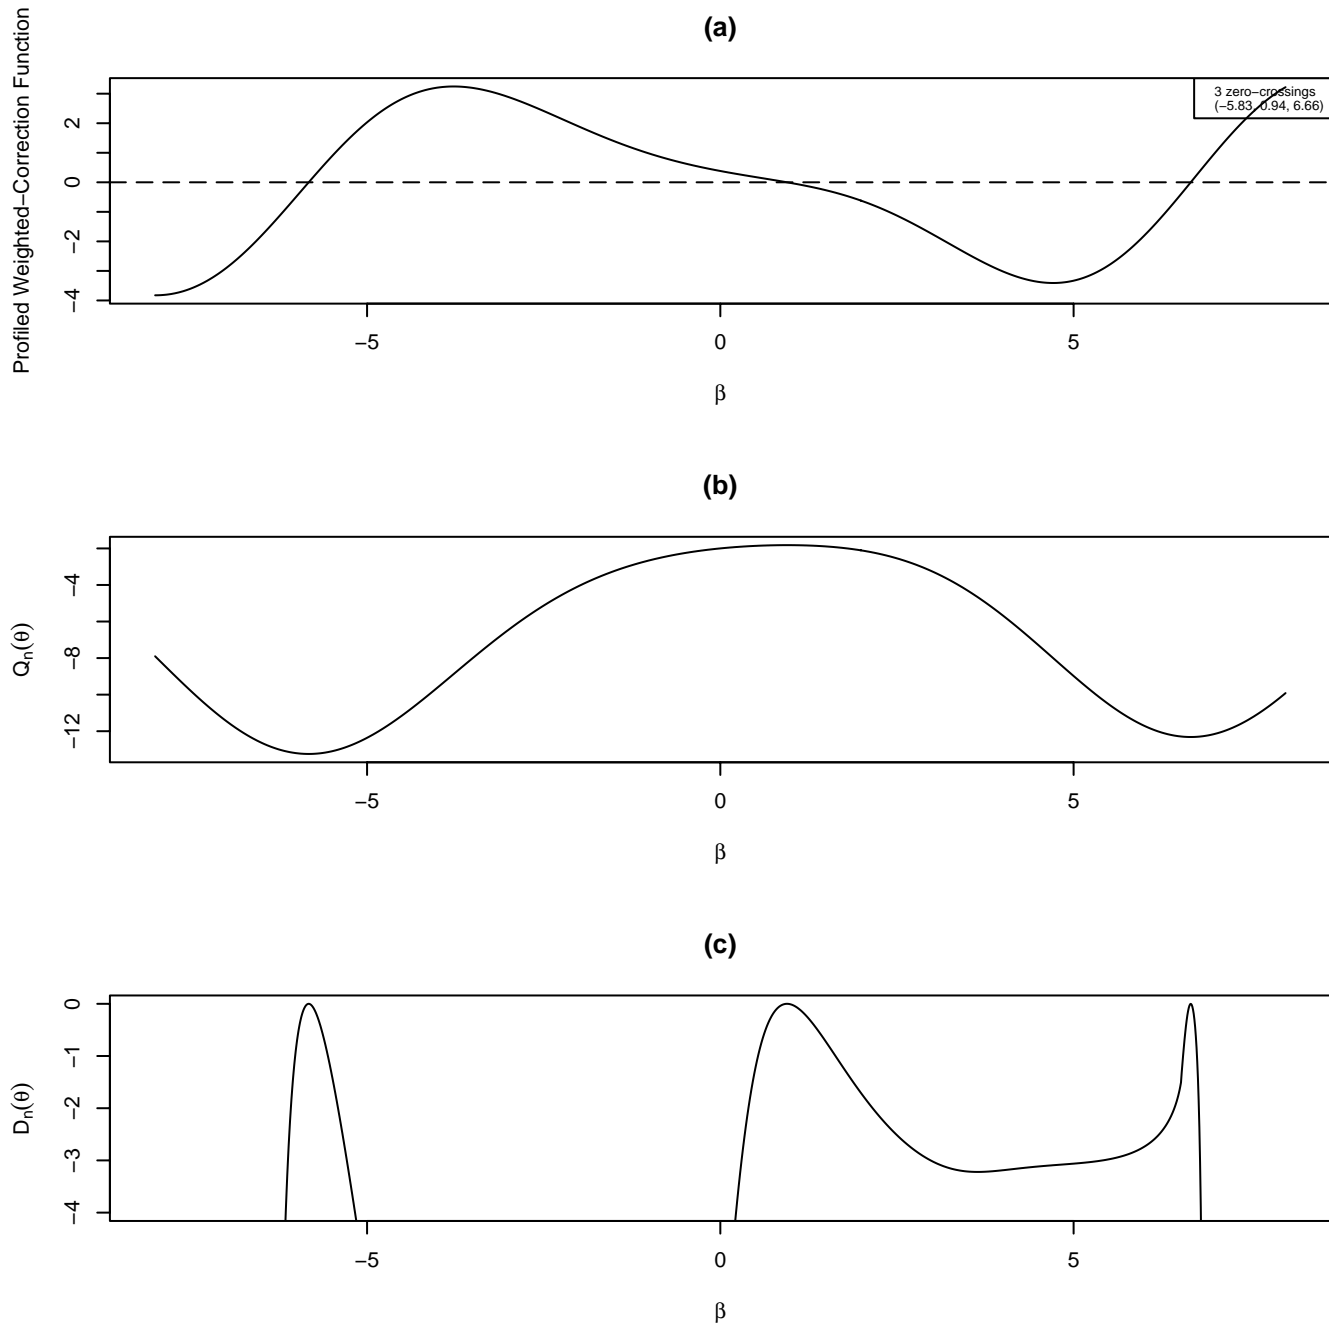 (a)
Profiled Weighted−Correction Function
2
0
−2
−4
3 zero−crossings
(−5.83, 0.94, 6.66)
−5 0 5
β
(b)
Qn(θ)
−4
−8
−12
−5 0 5
β
(c)
Dn(θ)
0
−1
−2
−3
−4
−5 0 5
β